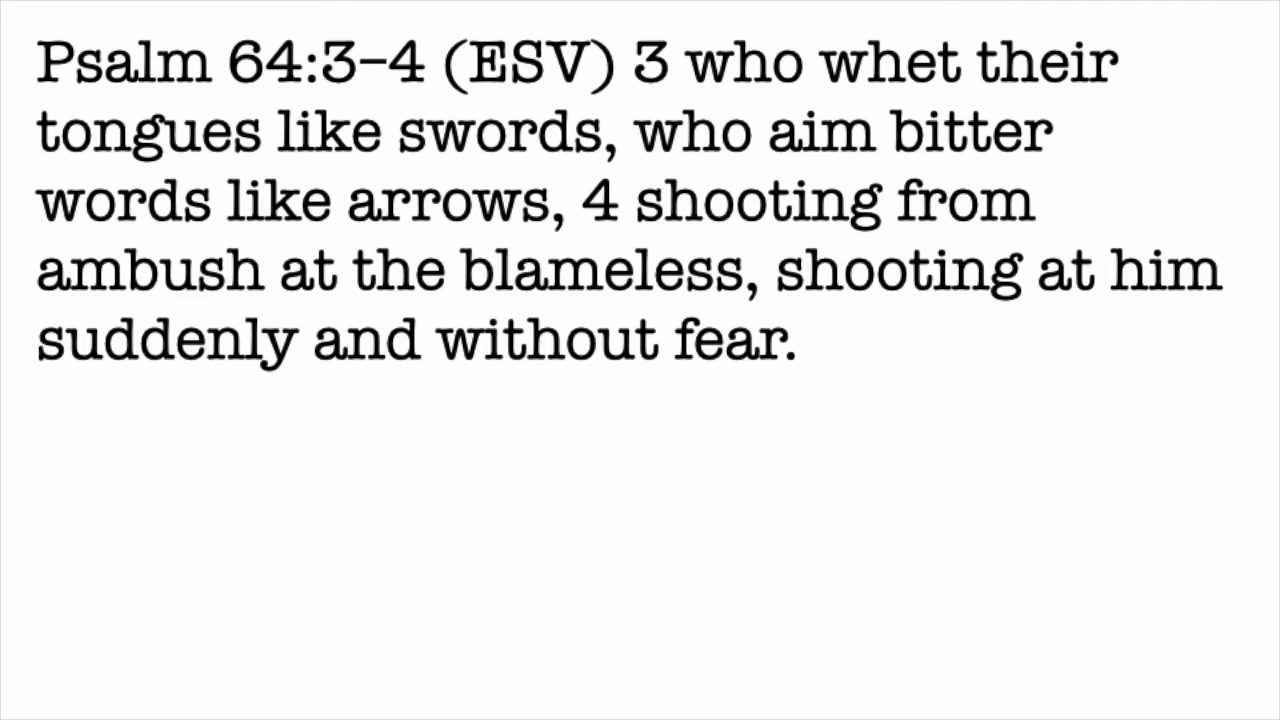 Psalm 64:3–4 (ESV) 3 who whet their
tongues like swords, who aim bitter
words like arrows, 4 shooting from
ambush at the blameless, shooting at him
suddenly and without fear.